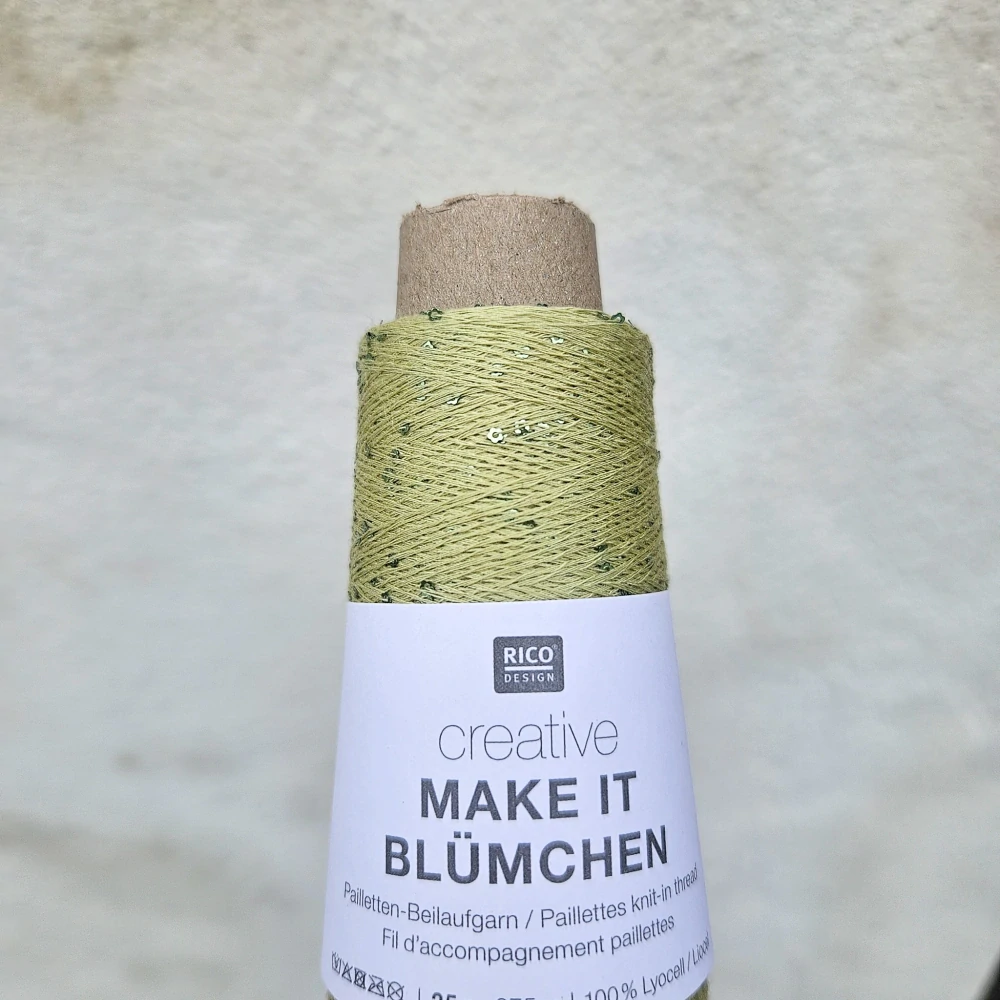 RICO
DESIGN
creative
MAKE IT
BLÜMCHEN
Pailletten-Beilaufgarn / Paillettes knit-in thread
Fil d'accompagnement paillettes
100% Lyocell /